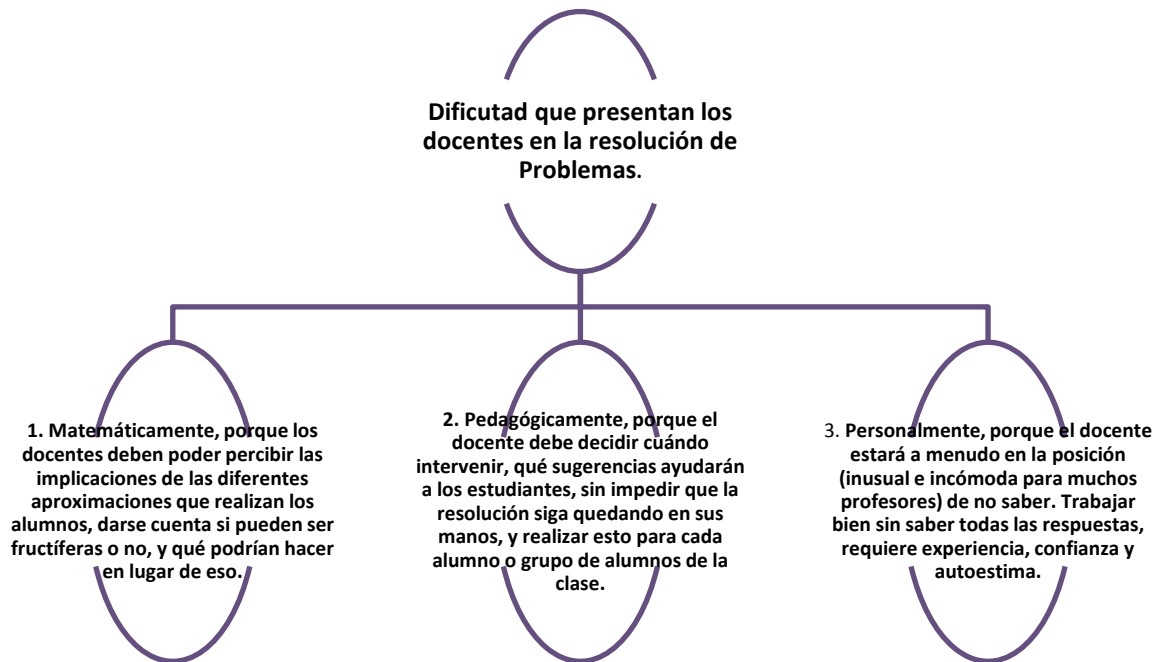 Dificutad que presentan los
docentes en la resolución de
Problemas.
1. Matemáticamente, porque los
docentes deben poder percibir las
implicaciones de las diferentes
aproximaciones que realizan los
alumnos, darse cuenta si pueden ser
fructíferas o no, y qué podrían hacer
en lugar de eso.
2. Pedagógicamente, porque el
docente debe decidir cuándo
intervenir, qué sugerencias ayudarán
a los estudiantes, sin impedir que la
resolución siga quedando en sus
manos, y realizar esto para cada
alumno o grupo de alumnos de la
clase.
3. Personalmente, porque el docente
estará a menudo en la posición
(inusual e incómoda para muchos
profesores) de no saber. Trabajar
bien sin saber todas las respuestas,
requiere experiencia, confianza y
autoestima.